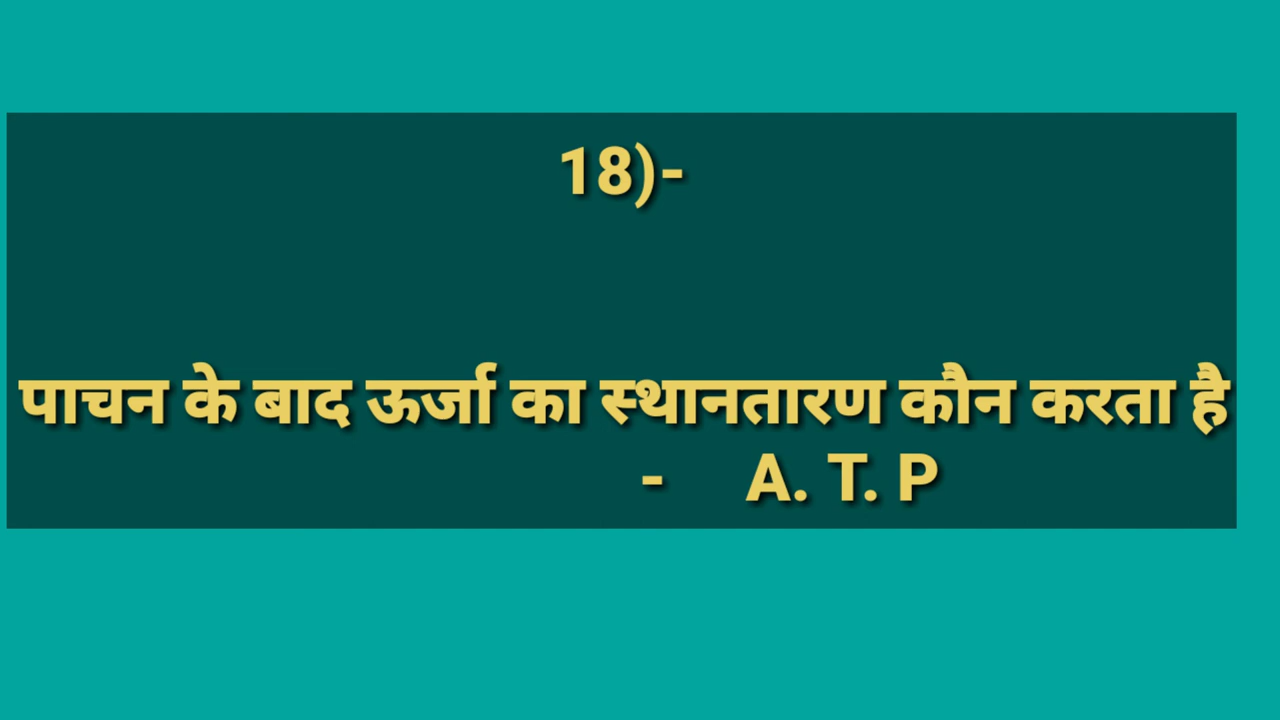 18)-
पाचन के बाद ऊर्जा का स्थानतारण कौन करता है
- A. T. P